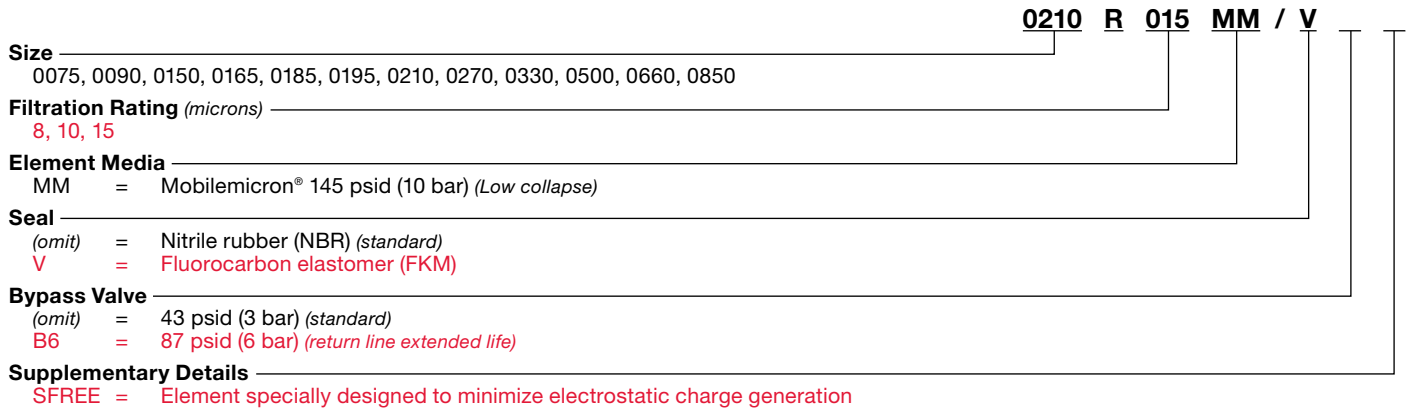 0210 R 015 MM / V _ _
Size
0075, 0090, 0150, 0165, 0185, 0195, 0210, 0270, 0330, 0500, 0660, 0850
Filtration Rating (microns)
8, 10, 15
Element Media
MM = Mobilemicron® 145 psid (10 bar) (Low collapse)
Seal
(omit) = Nitrile rubber (NBR) (standard)
V = Fluorocarbon elastomer (FKM)
Bypass Valve
(omit) = 43 psid (3 bar) (standard)
B6 = 87 psid (6 bar) (return line extended life)
Supplementary Details
SFREE = Element specially designed to minimize electrostatic charge generation